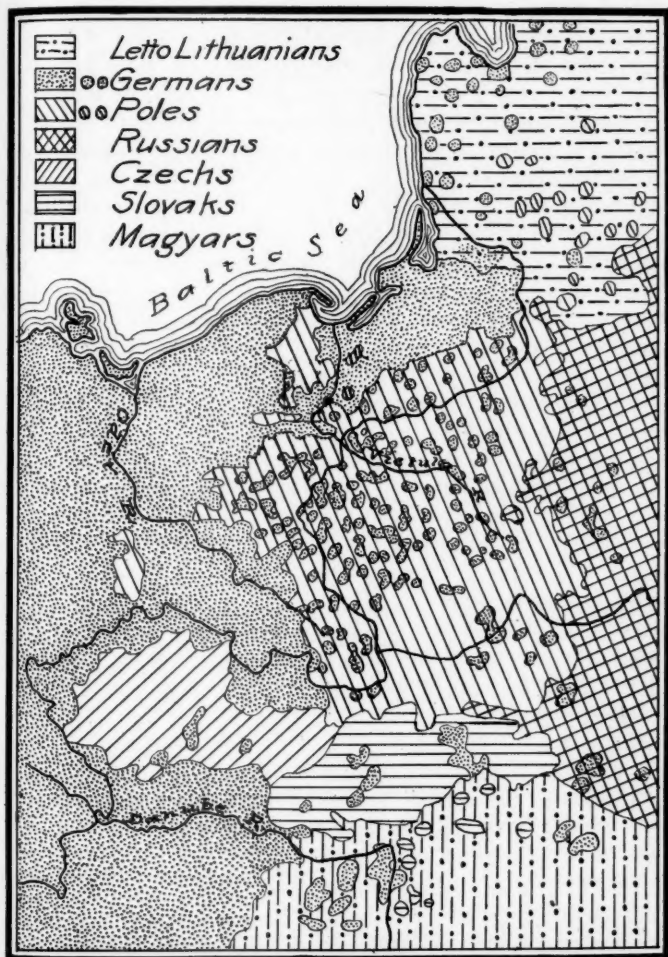 Letto Lithuanians
Germans
Poles
Russians
Czechs
Slovaks
Magyars
Baltic Sea
Vistula R
Danube R.